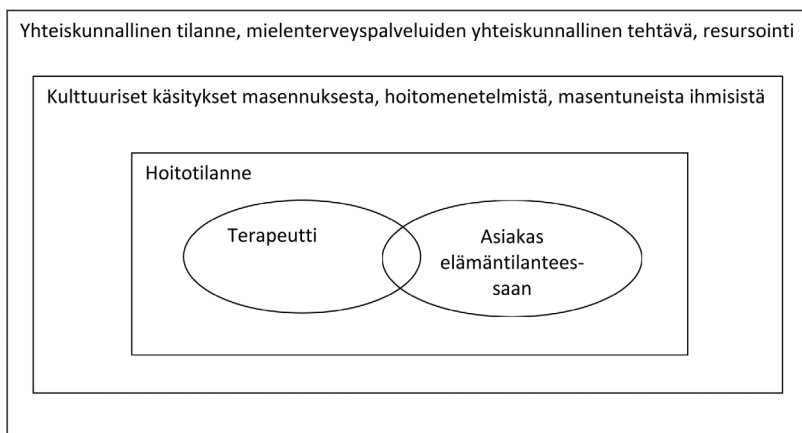 Yhteiskunnallinen tilanne, mielenterveyspalveluiden yhteiskunnallinen tehtävä, resursointi
Kulttuuriset käsitykset masennuksesta, hoitomenetelmistä, masentuneista ihmisistä
Hoitotilanne
Terapeutti
Asiakas
elämäntilantees-
saan